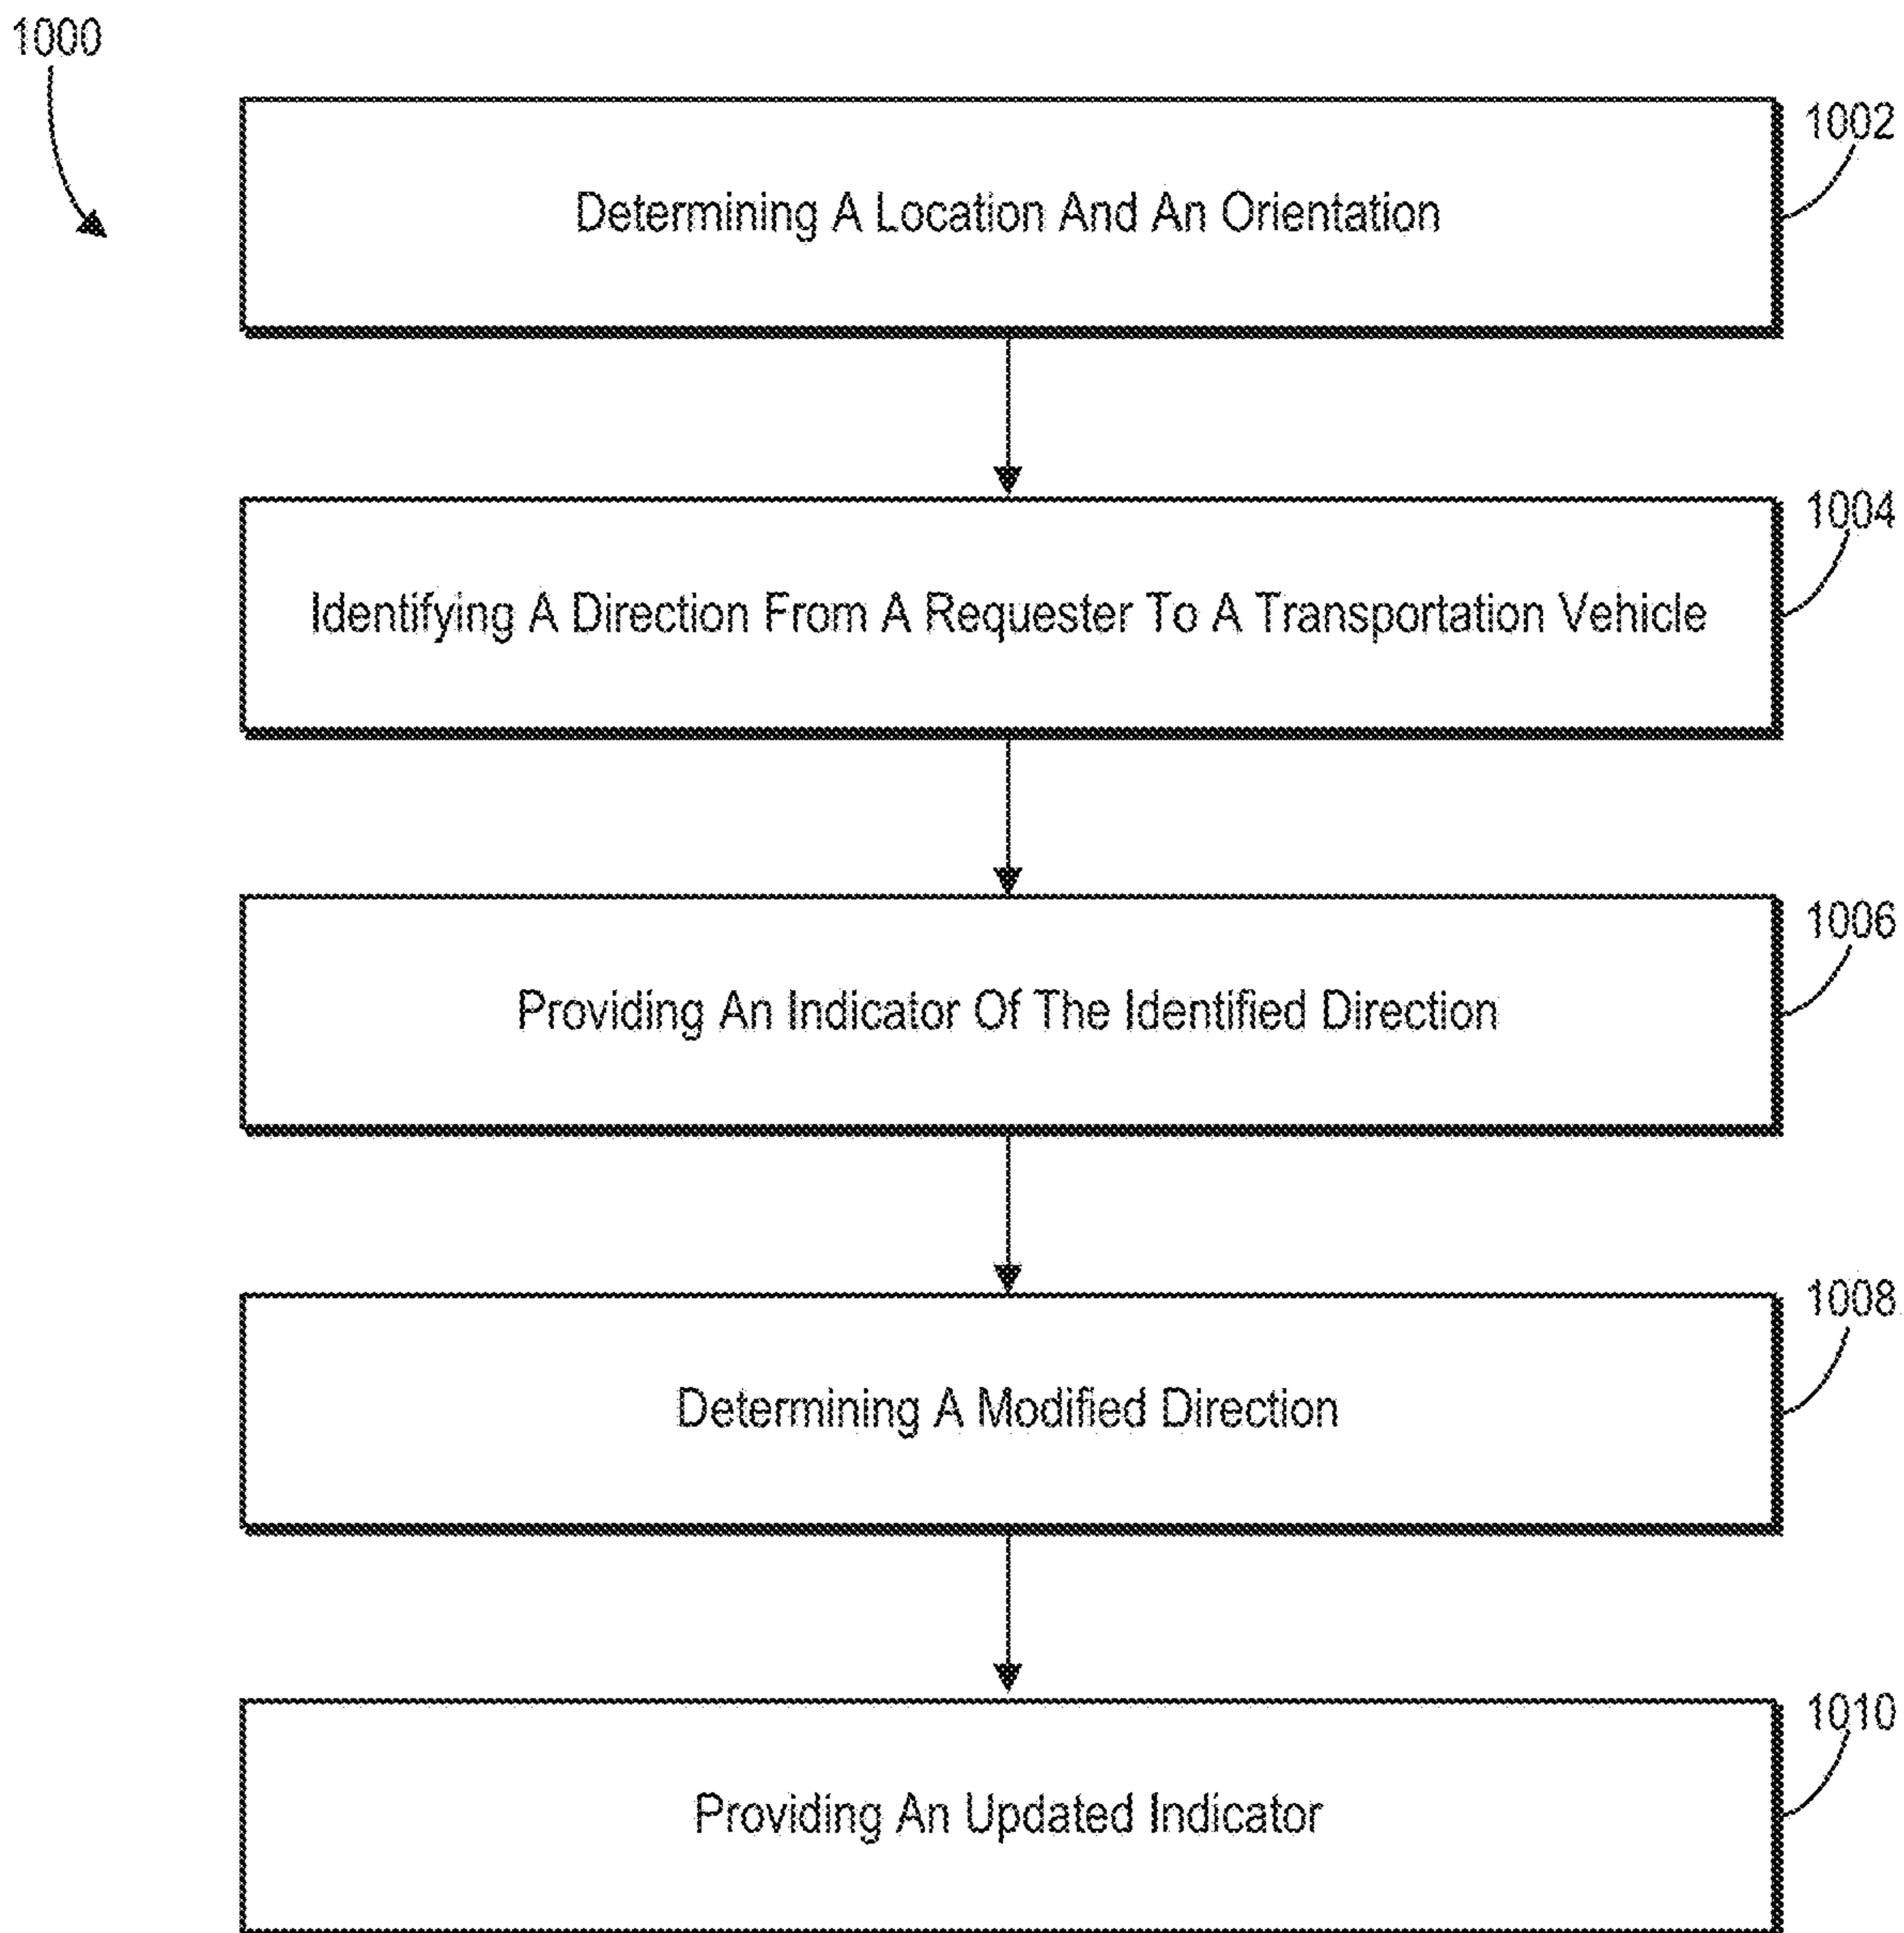 1000
1002
Determining A Location And An Orientation
1004
Identifying A Direction From A Requester To A Transportation Vehicle
1006
Providing An Indicator Of The Identified Direction
1008
Determining A Modified Direction
1010
Providing An Updated Indicator